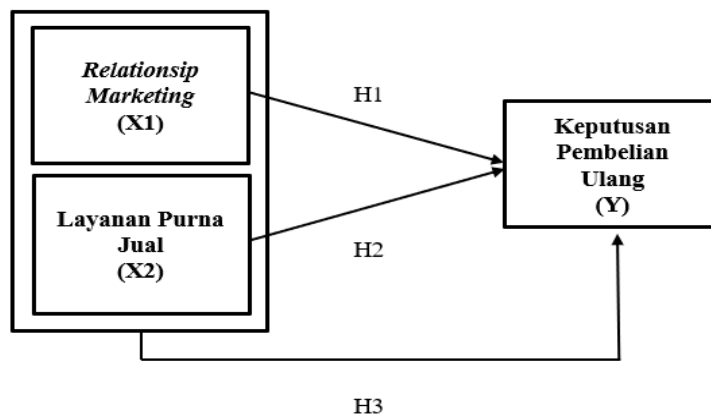 Relationsip
Marketing
(X1)
H1
Keputusan
Pembelian
Ulang
(Y)
Layanan Purna
Jual
(X2)
H2
H3